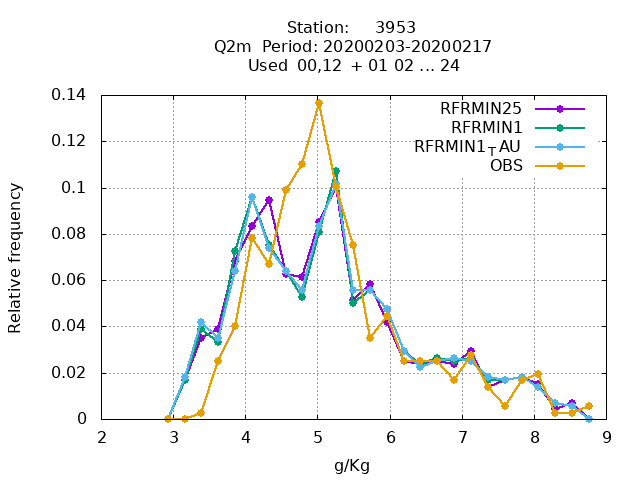 Station: 3953
Q2m Period: 20200203-20200217
Used 00,12 + 01 02 ... 24
RFRMIN25
RFRMIN1
RFRMIN1_TAU
OBS
0.14
0.12
0.1
0.08
0.06
0.04
0.02
0
2 3 4 5 6 7 8 9
Relative frequency
g/Kg